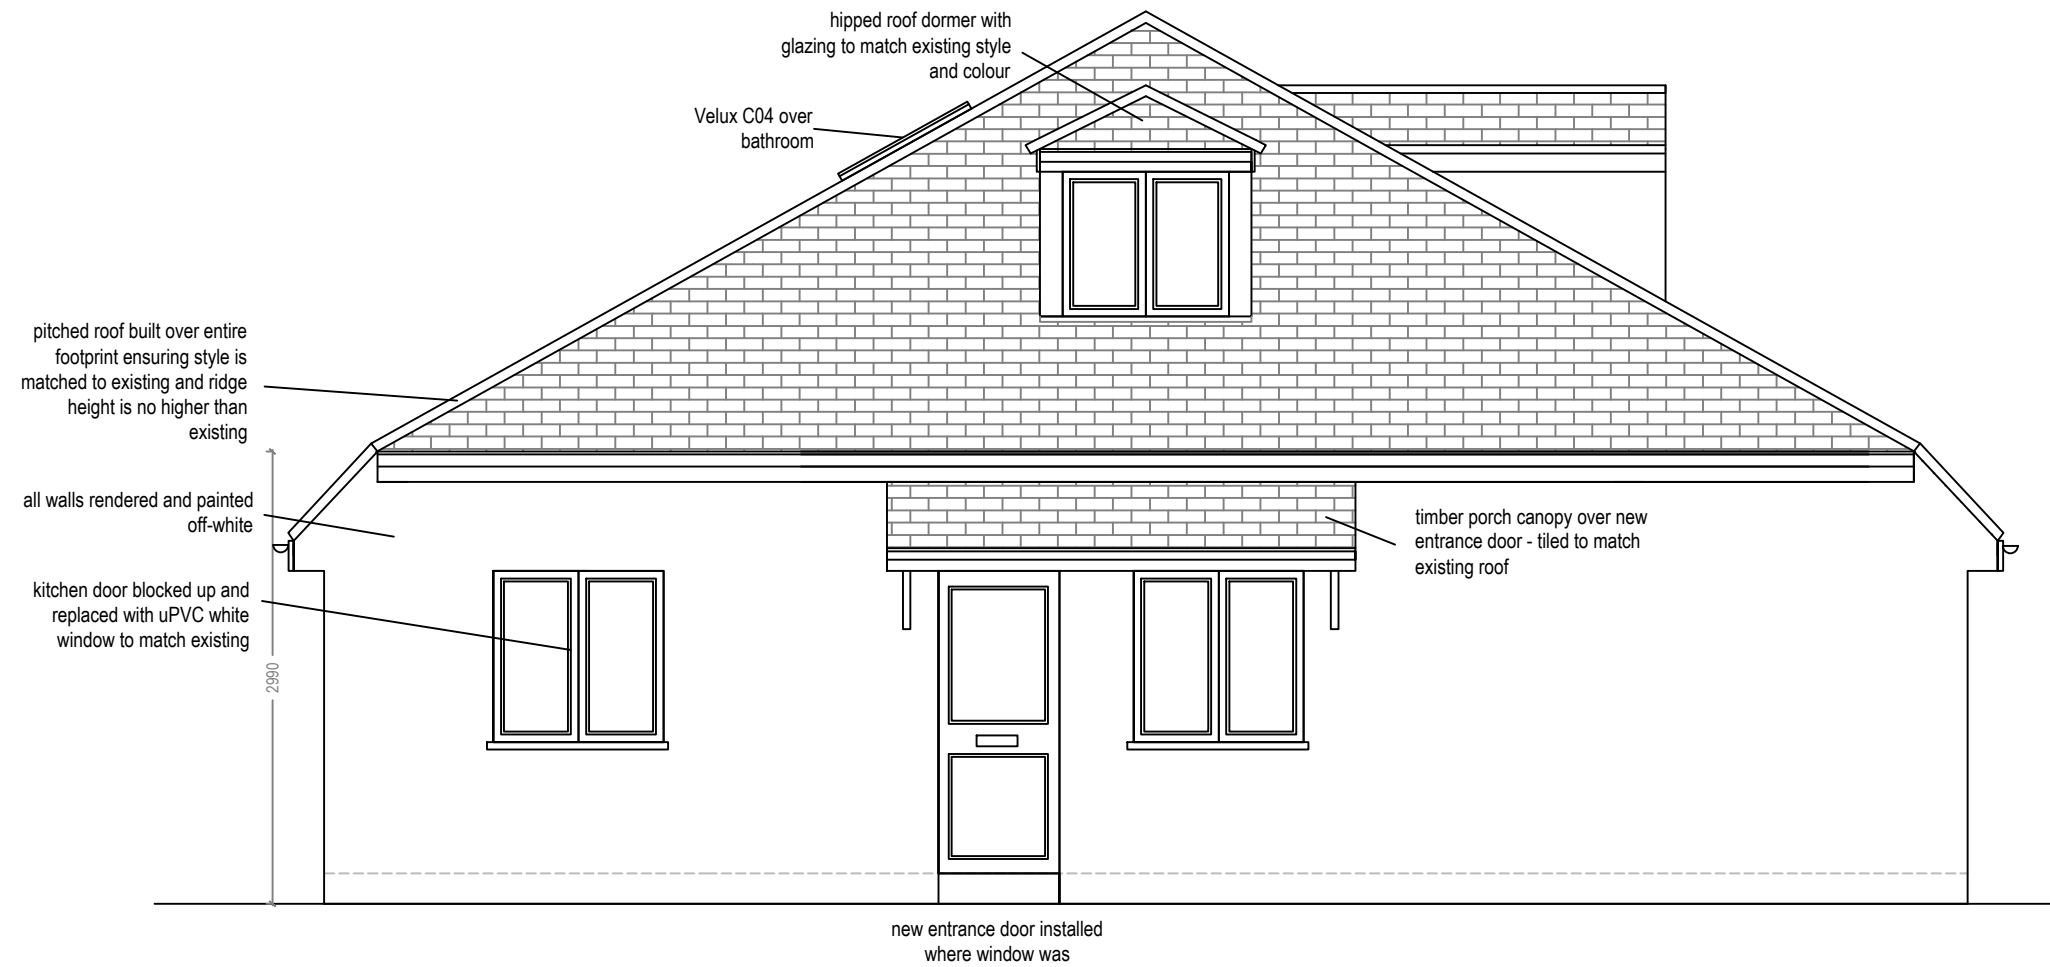 hipped roof dormer with
glazing to match existing style
and colour
Velux C04 over
bathroom
pitched roof built over entire
footprint ensuring style is
matched to existing and ridge
height is no higher than
existing
all walls rendered and painted
off-white
kitchen door blocked up and
replaced with uPVC white
window to match existing
2990
timber porch canopy over new
entrance door - tiled to match
existing roof
new entrance door installed
where window was